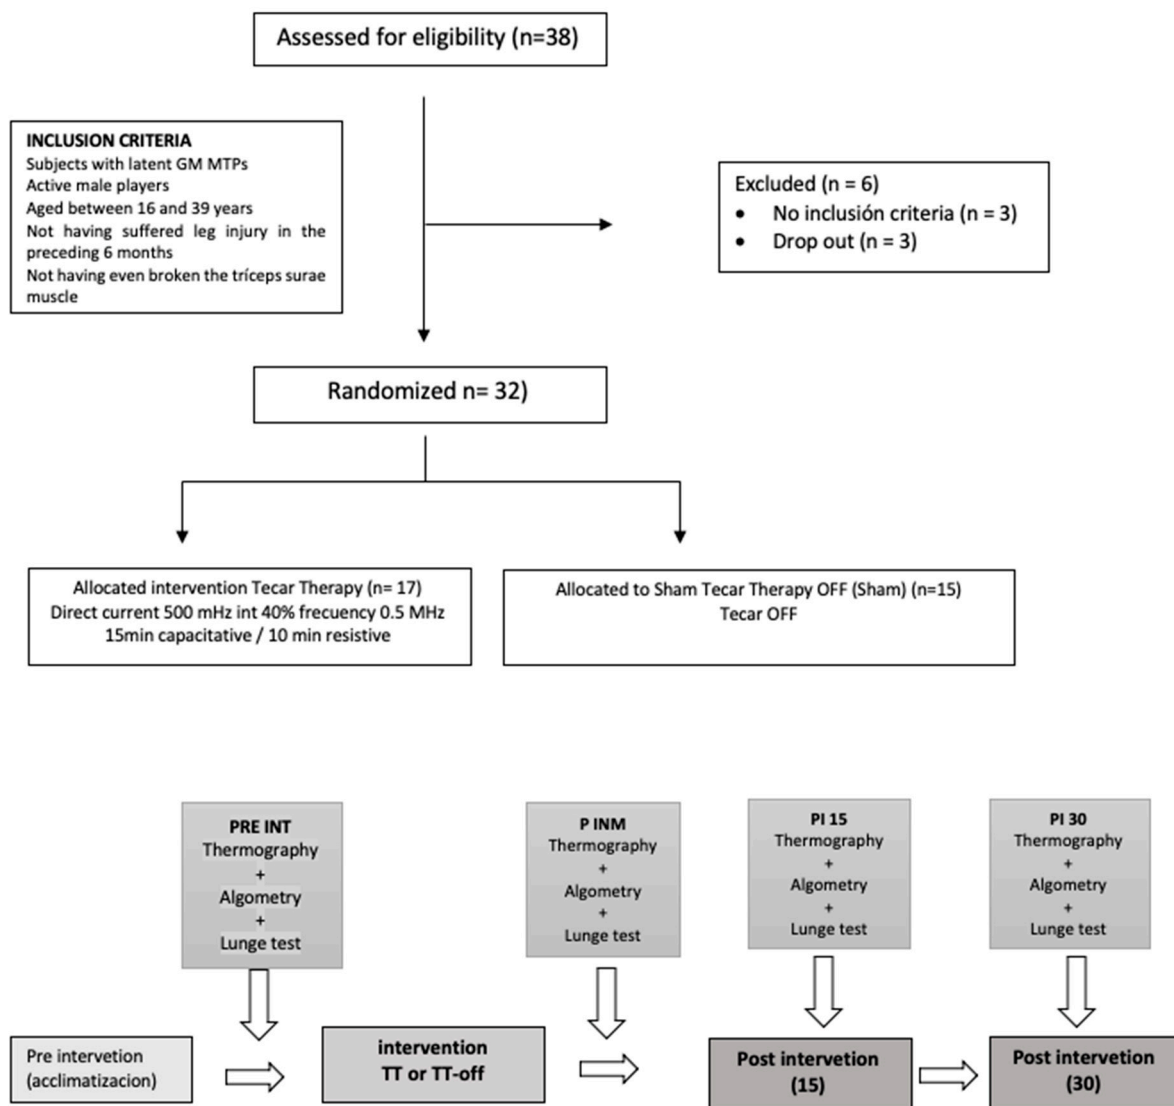 Assessed for eligibility (n=38)
INCLUSION CRITERIA
Subjects with latent GM MTPs
Active male players
Aged between 16 and 39 years
Not having suffered leg injury in the
preceding 6 months
Not having even broken the tríceps surae
muscle
Excluded (n = 6)
• No inclusión criteria (n = 3)
• Drop out (n = 3)
Randomized n= 32)
Allocated intervention Tecar Therapy (n= 17)
Direct current 500 mHz int 40% frecuency 0.5 MHz
15min capacitative / 10 min resistive
Allocated to Sham Tecar Therapy OFF (Sham) (n=15)
Tecar OFF
PRE INT
Thermography
+
Algometry
+
Lunge test
P INM
Thermography
+
Algometry
+
Lunge test
PI 15
Thermography
+
Algometry
+
Lunge test
PI 30
Thermography
+
Algometry
+
Lunge test
Pre intervetion
(acclimatizacion)
intervention
TT or TT-off
Post intervetion
(15)
Post intervetion
(30)